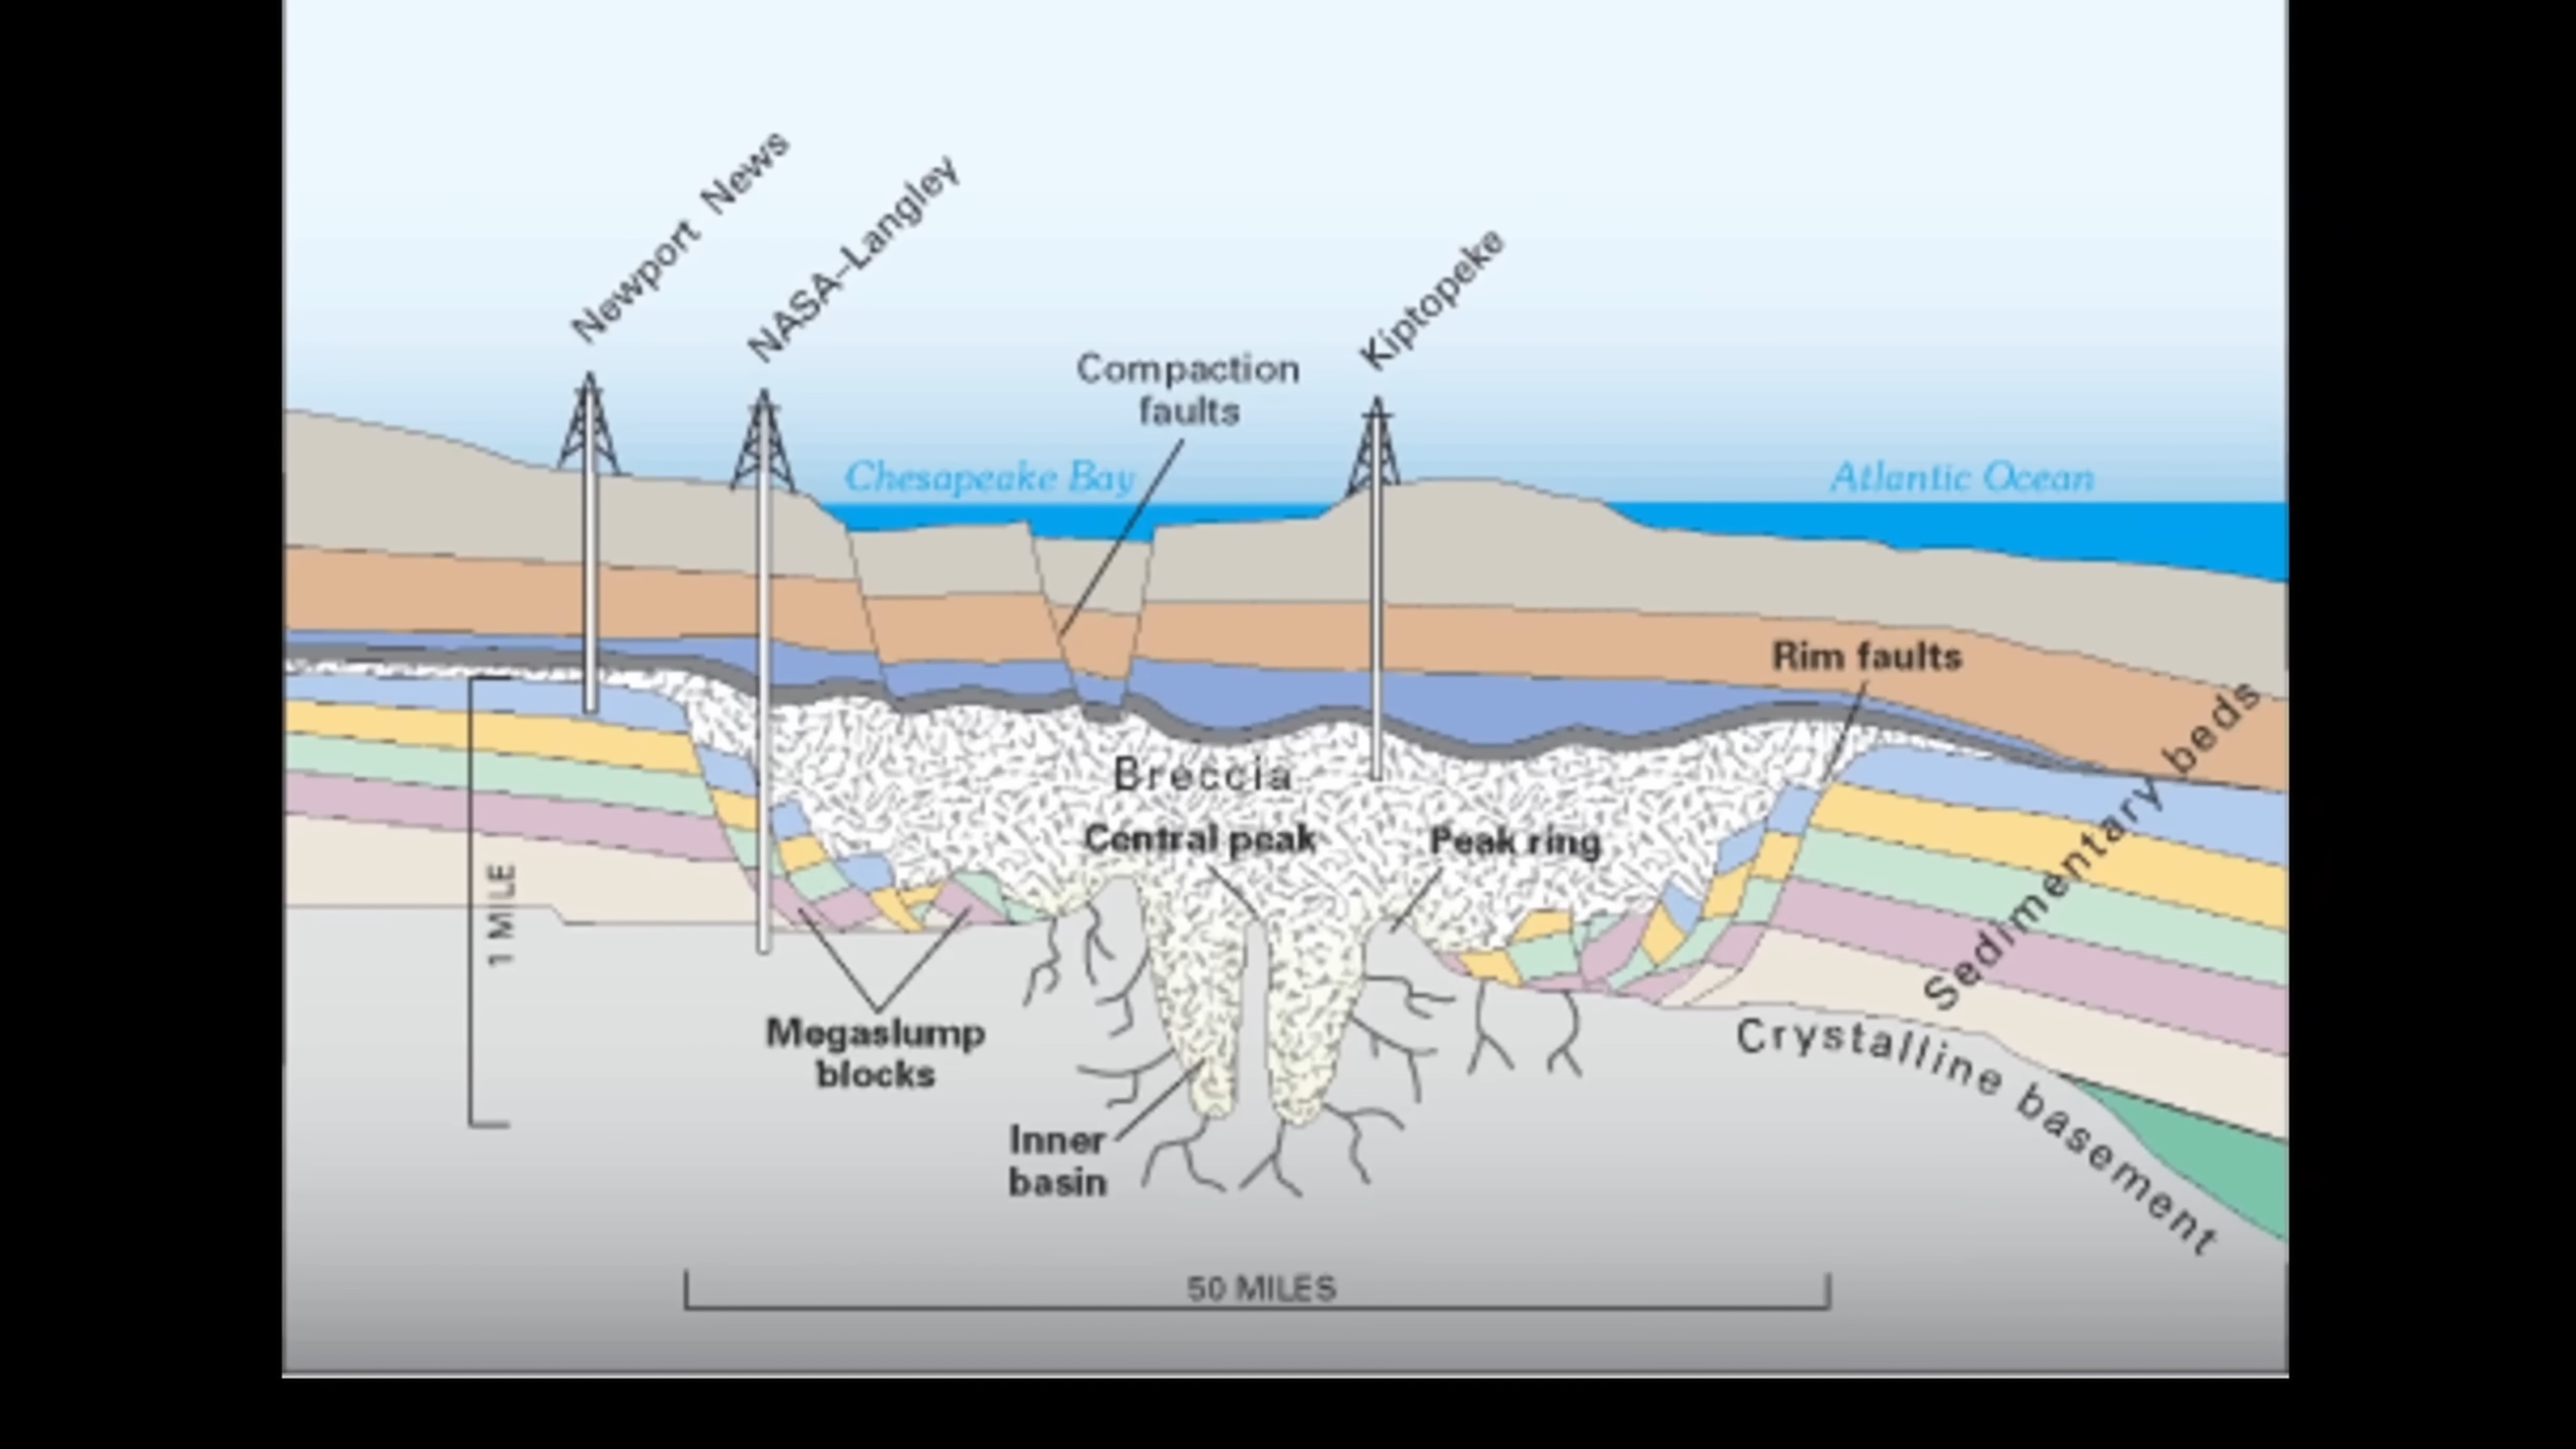 Newport News
NASA-Langley
Kiptopeke
Compaction
faults
Chesapeake Bay
Atlantic Ocean
Rim faults
Breccia
Central peak
Peak ring
Sedimentary beds
1 MILE
Megaslump
blocks
Crystalline basement
Inner
basin
50 MILES